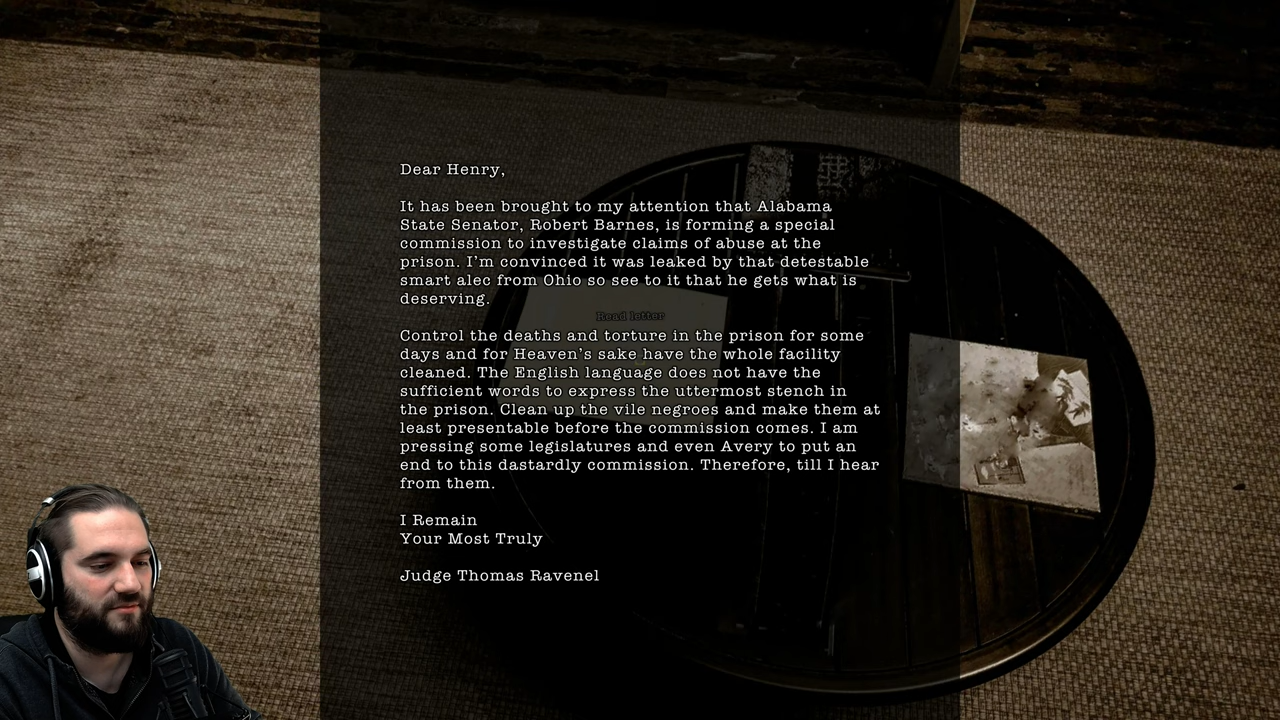 Dear Henry,
It has been brought to my attention that Alabama
State Senator, Robert Barnes, is forming a special
commission to investigate claims of abuse at the
prison. I'm convinced it was leaked by that detestable
smart alec from Ohio so see to it that he gets what is
deserving.
Read letter
Control the deaths and torture in the prison for some
days and for Heaven's sake have the whole facility
cleaned. The English language does not have the
sufficient words to express the uttermost stench in
the prison. Clean up the vile negroes and make them at
least presentable before the commission comes. I am
pressing some legislatures and even Avery to put an
end to this dastardly commission. Therefore, till I hear
from them.
I Remain
Your Most Truly
Judge Thomas Ravenel